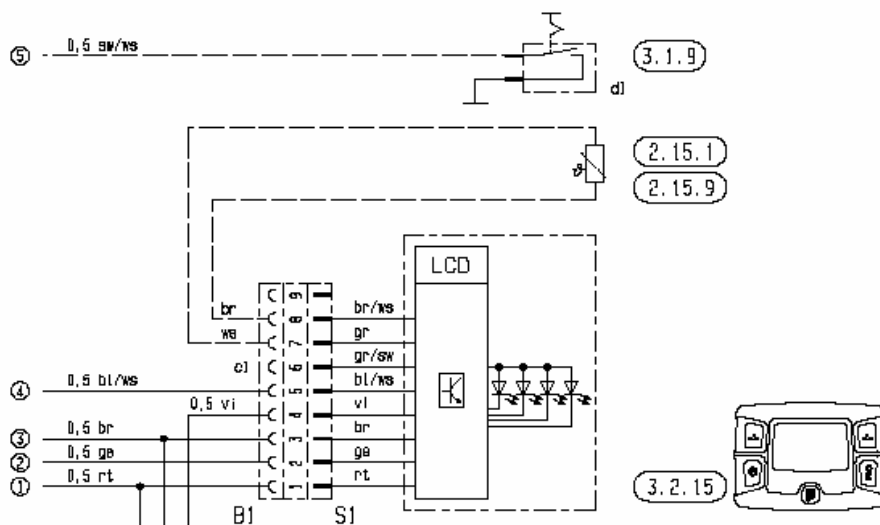 ⑤ 0,5 sw/ws
3.1.9
d)
2.15.1
ϑ
2.15.9
LCD
9
br 8 br/ws
ws 7 gr
c) 6 gr/sw
④ 0,5 bl/ws 5 bl/ws
0,5 vi 4 vi
③ 0,5 br 3 br
② 0,5 ge 2 ge
① 0,5 rt 1 rt
3.2.15
B1 S1